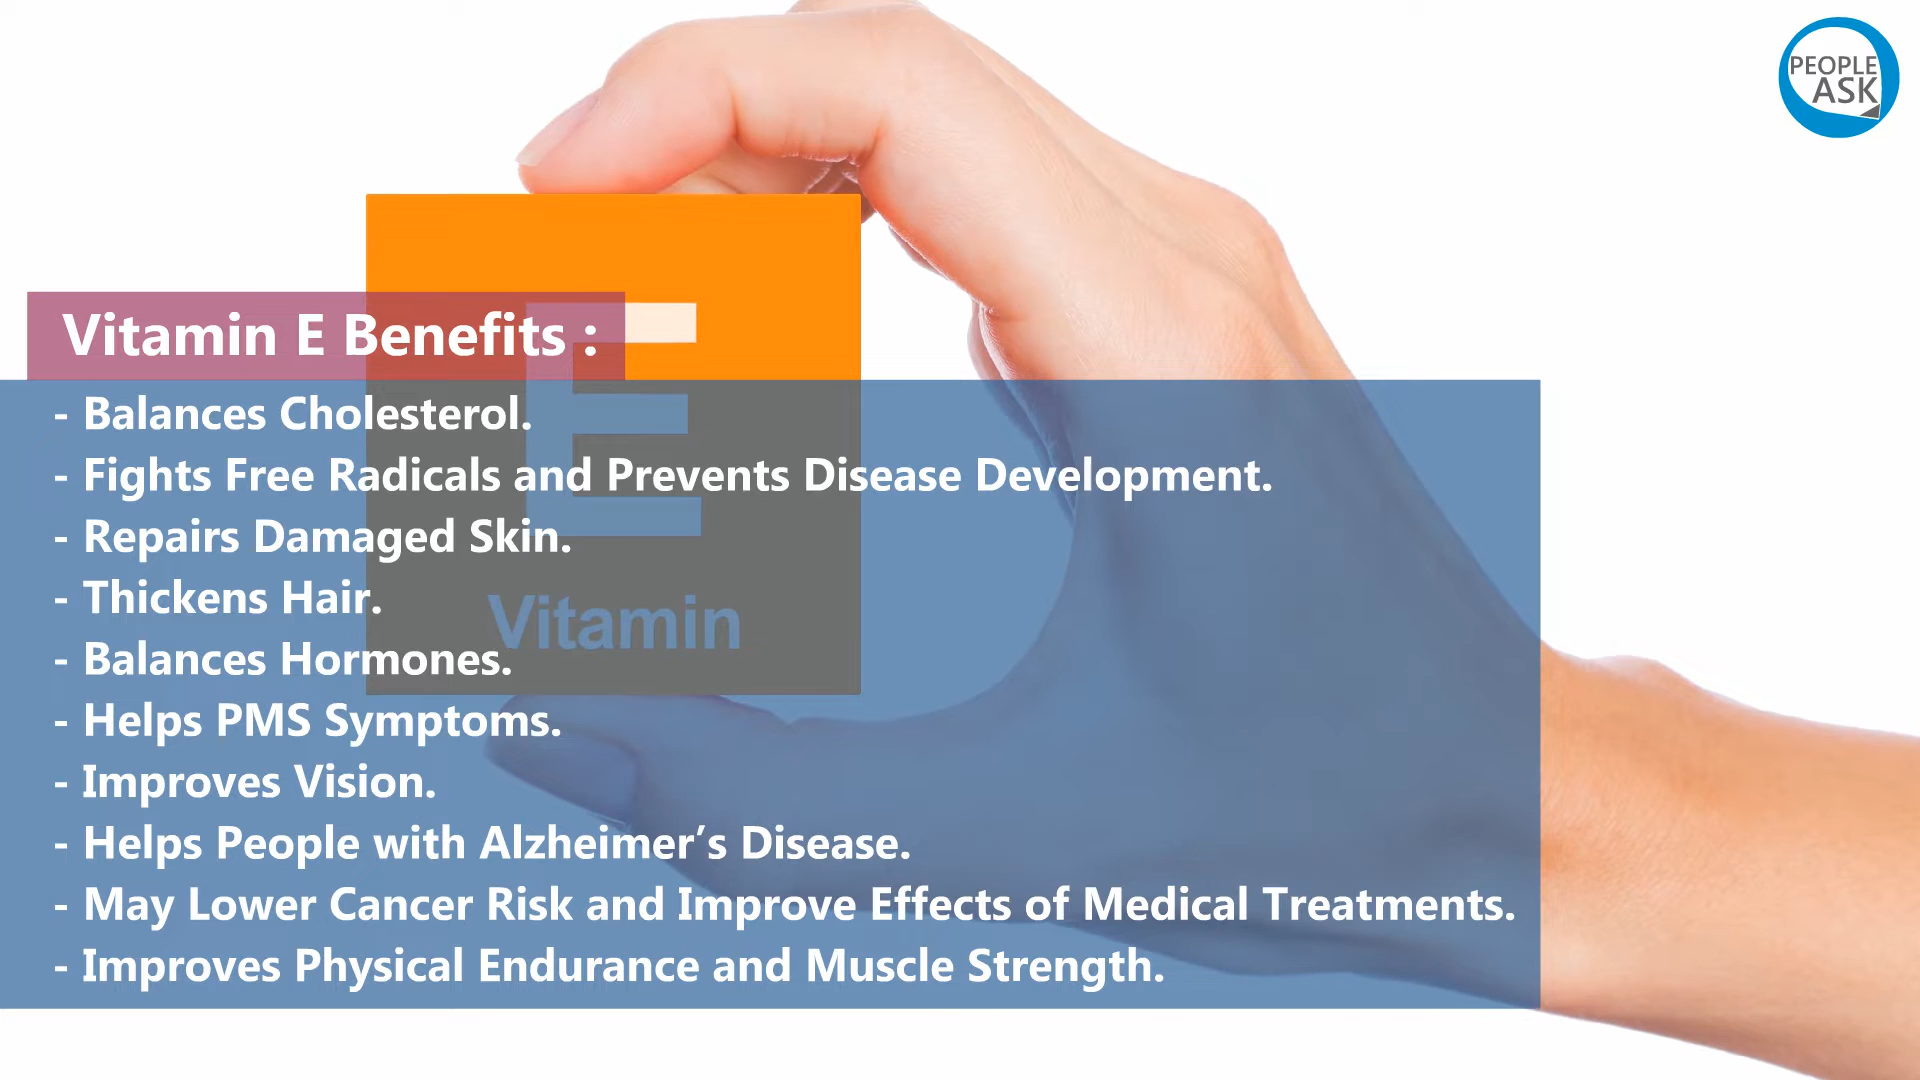 PEOPLE
ASK
E
Vitamin
Vitamin E Benefits :
- Balances Cholesterol.
- Fights Free Radicals and Prevents Disease Development.
- Repairs Damaged Skin.
- Thickens Hair.
- Balances Hormones.
- Helps PMS Symptoms.
- Improves Vision.
- Helps People with Alzheimer’s Disease.
- May Lower Cancer Risk and Improve Effects of Medical Treatments.
- Improves Physical Endurance and Muscle Strength.